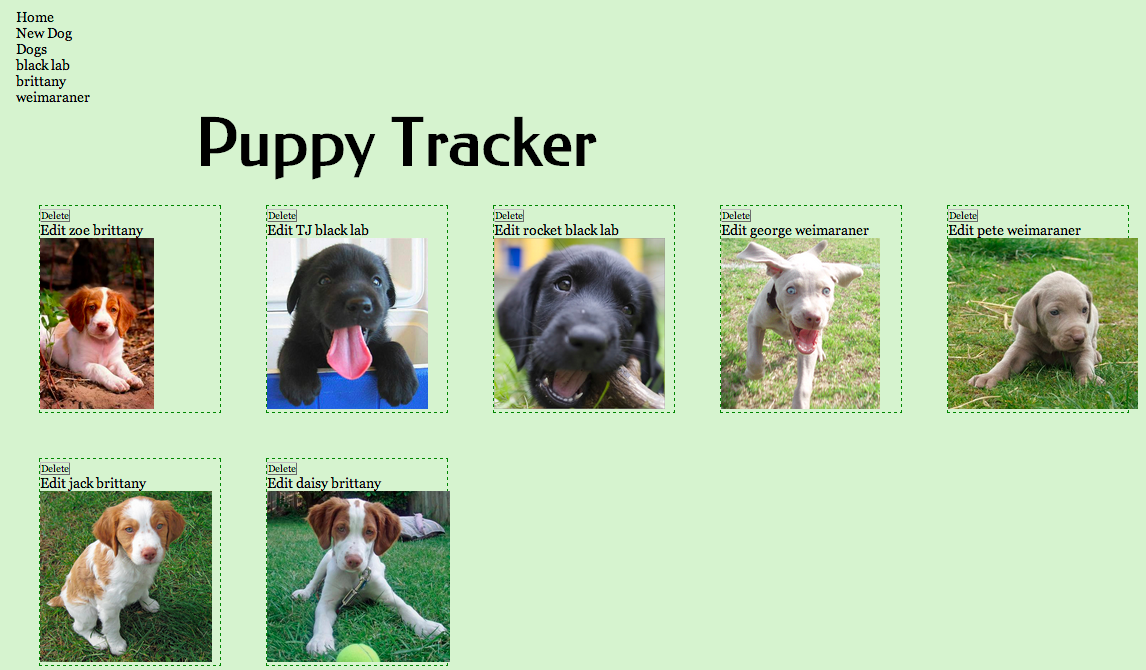 Home
New Dog
Dogs
black lab
brittany
weimaraner
Puppy Tracker
Delete
Edit zoe brittany
Delete
Edit TJ black lab
Delete
Edit rocket black lab
Delete
Edit george weimaraner
Delete
Edit pete weimaraner
Delete
Edit jack brittany
Delete
Edit daisy brittany